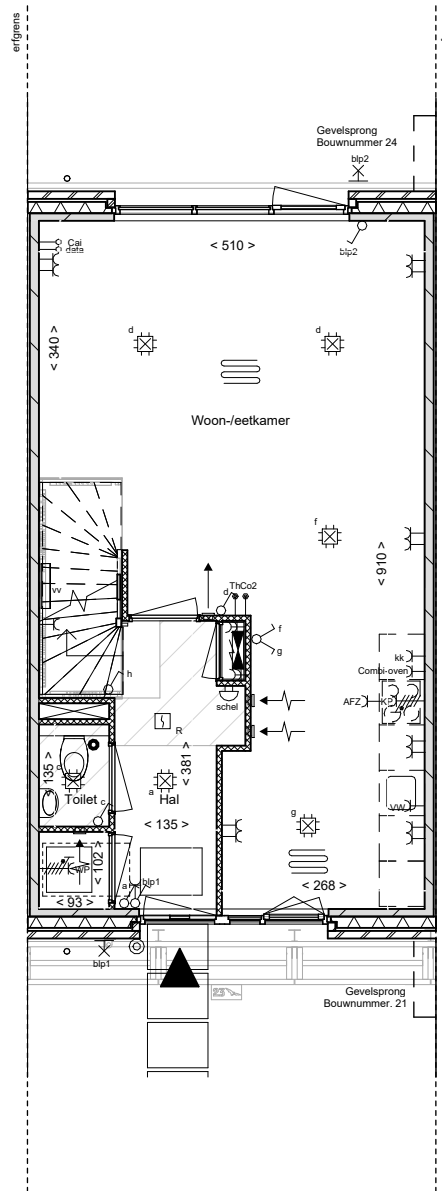 erfgrens
Gevelsprong
Bouwnummer 24
blp2
Cai
data
< 510 >
blp2
< 340 >
d
d
Woon-/eetkamer
f
< 910 >
vv
ThCo2
d
f
g
kk
Combi-oven
h
schel
AFZ
KP
R
< 135 >
c
Toilet
c
a
Hal
< 381 >
VW
< 135 >
g
WP
< 102 >
a
blp1
< 93 >
< 268 >
blp1
23
Gevelsprong
Bouwnummer. 21